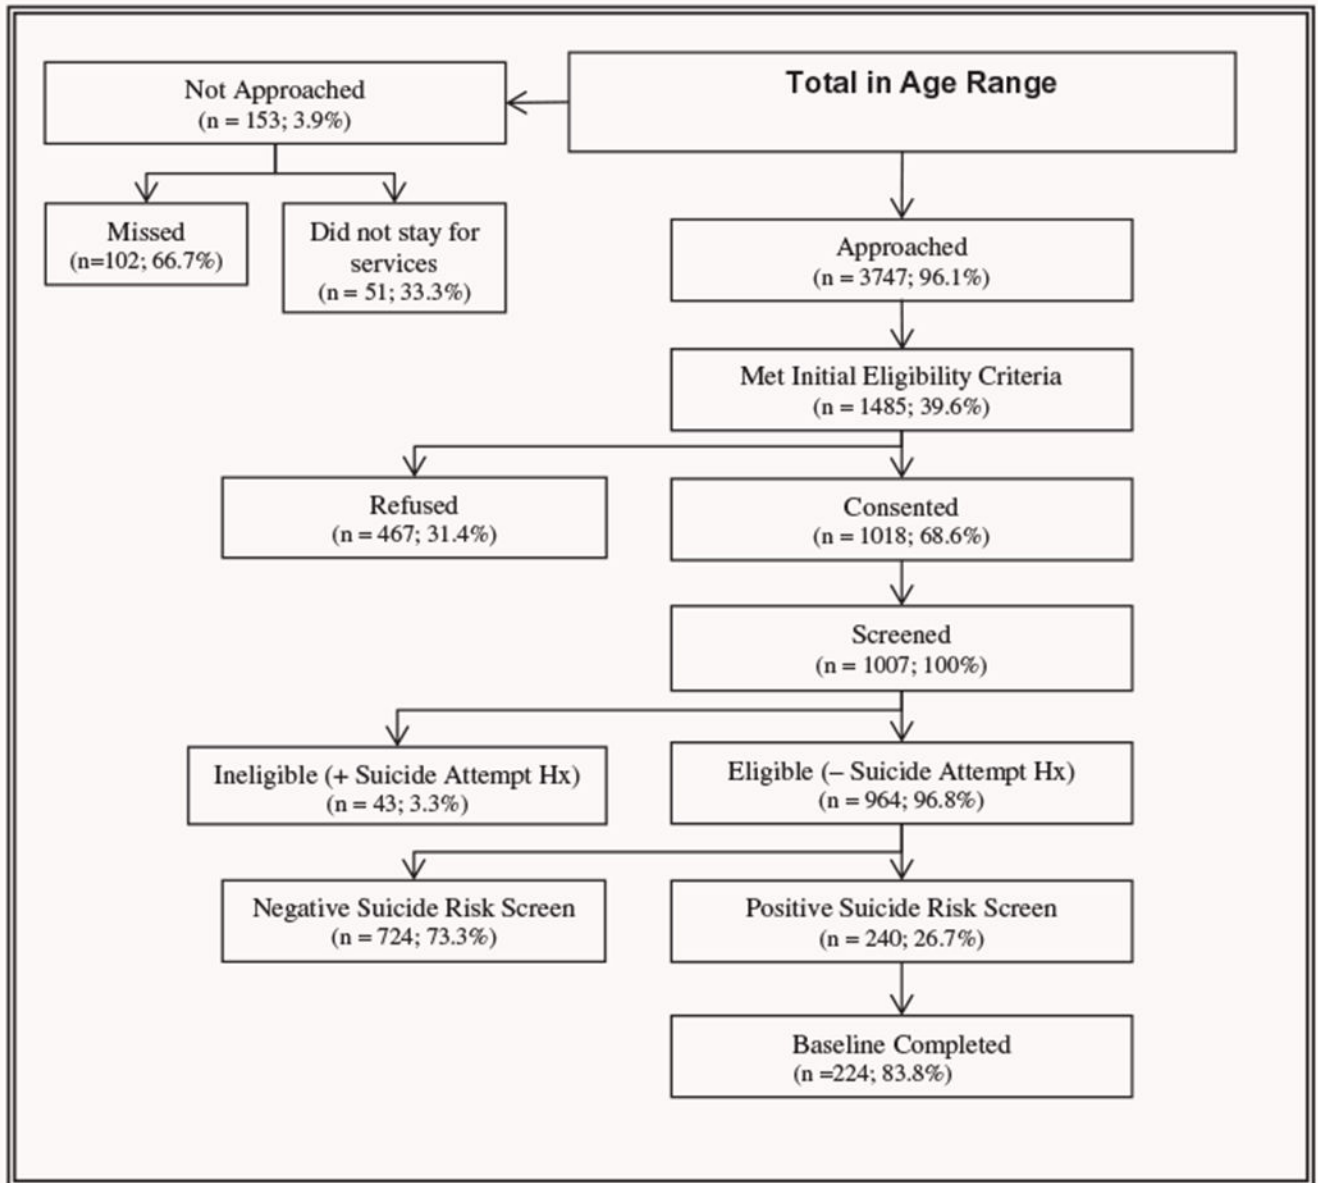 Total in Age Range
Not Approached
(n = 153; 3.9%)
Missed
(n=102; 66.7%)
Did not stay for
services
(n = 51; 33.3%)
Approached
(n = 3747; 96.1%)
Met Initial Eligibility Criteria
(n = 1485; 39.6%)
Refused
(n = 467; 31.4%)
Consented
(n = 1018; 68.6%)
Screened
(n = 1007; 100%)
Ineligible (+ Suicide Attempt Hx)
(n = 43; 3.3%)
Eligible (– Suicide Attempt Hx)
(n = 964; 96.8%)
Negative Suicide Risk Screen
(n = 724; 73.3%)
Positive Suicide Risk Screen
(n = 240; 26.7%)
Baseline Completed
(n =224; 83.8%)